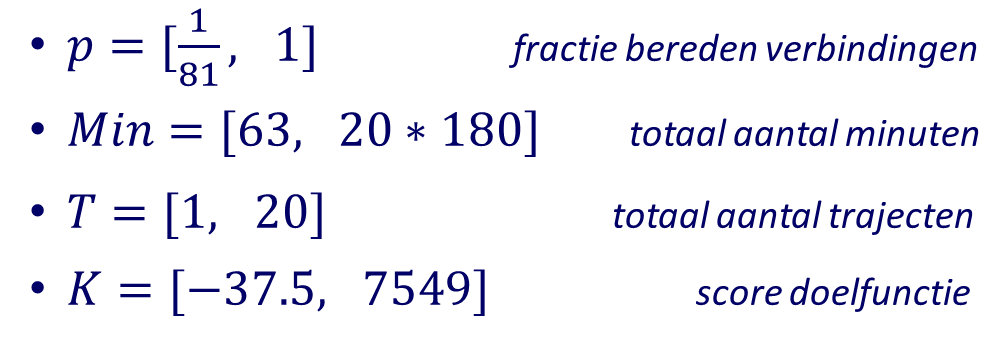 • p = [1/81, 1] fractie bereden verbindingen
• Min = [63, 20 ∗ 180] totaal aantal minuten
• T = [1, 20] totaal aantal trajecten
• K = [−37.5, 7549] score doelfunctie